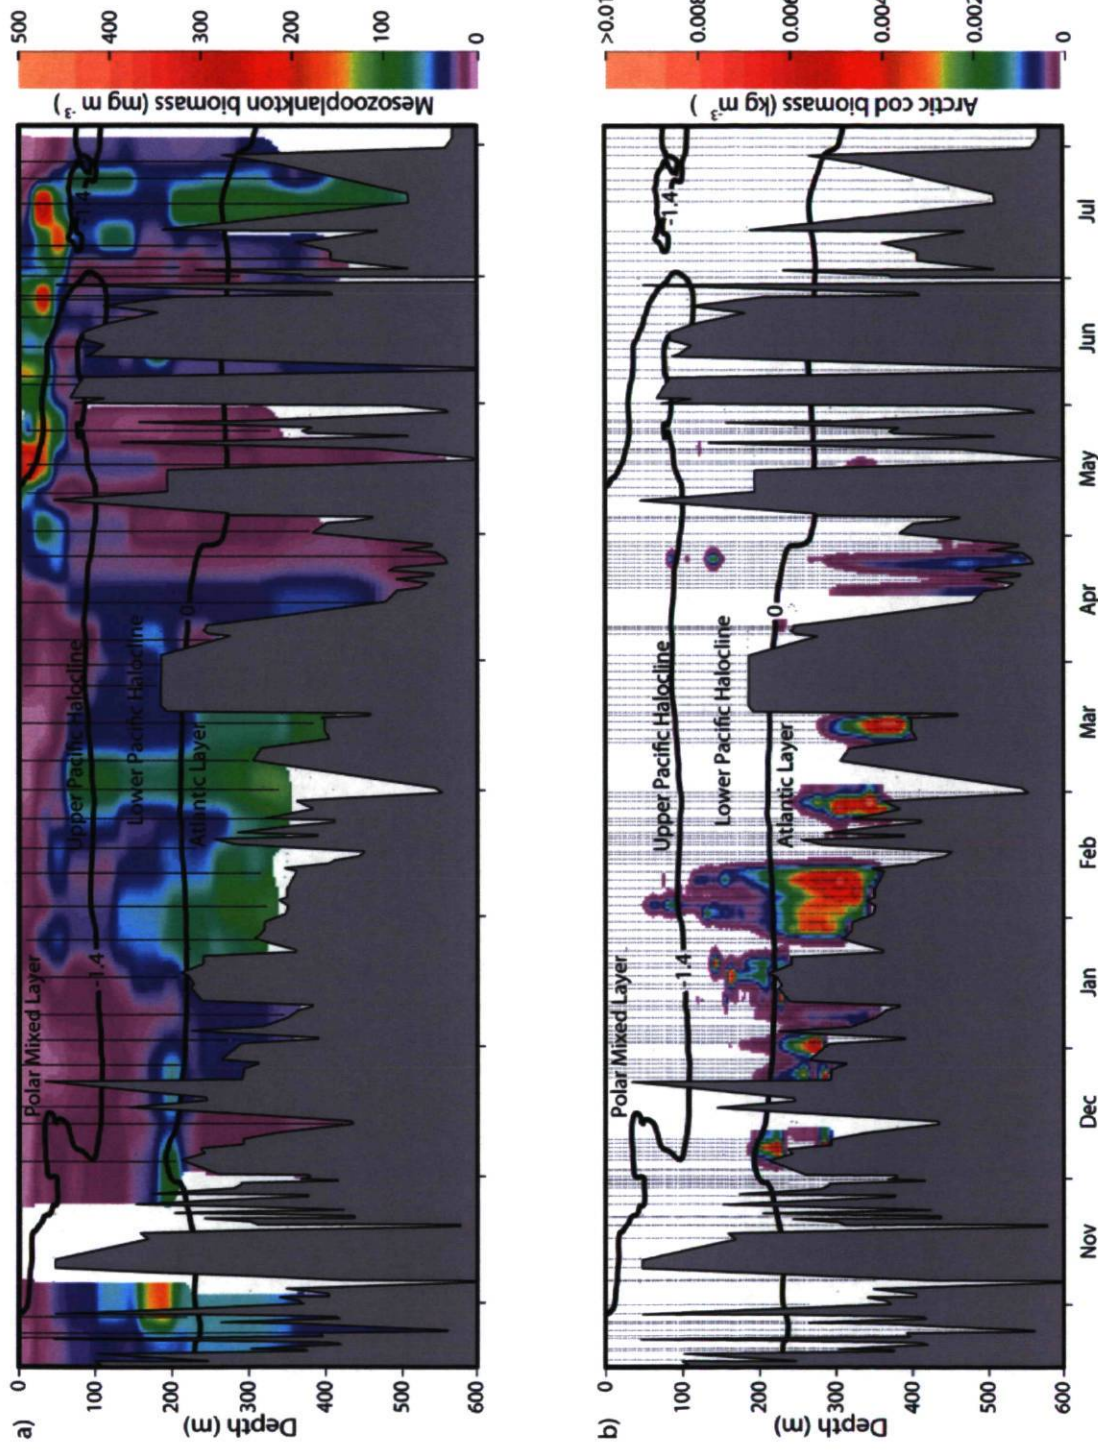 a)
0
100
200
300
400
500
600
Depth (m)
Polar Mixed Layer
Upper Pacific Halocline
Lower Pacific Halocline
Atlantic Layer
-1.4
0
-1.4
500
400
300
200
100
0
Mesozooplankton biomass (mg m-3)
b)
0
100
200
300
400
500
600
Depth (m)
Polar Mixed Layer
Upper Pacific Halocline
Lower Pacific Halocline
Atlantic Layer
-1.4
0
-1.4
>0.01
0.008
0.006
0.004
0.002
0
Arctic cod biomass (kg m-3)
Nov
Dec
Jan
Feb
Mar
Apr
May
Jun
Jul